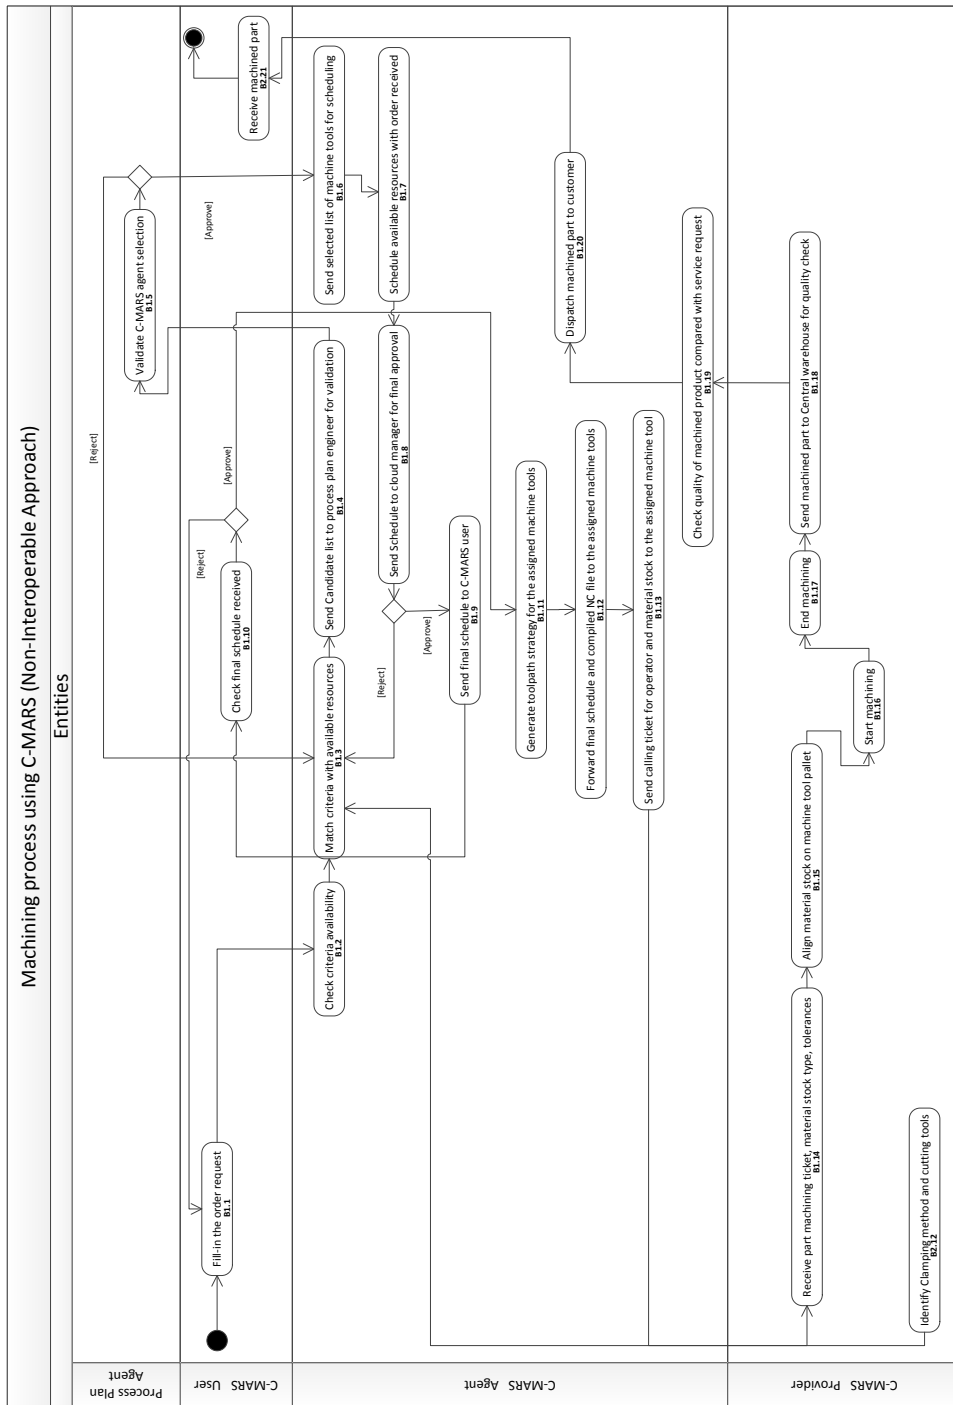 Machining process using C-MARS (Non-Interoperable Approach)
Entities
Process Plan
Agent
[Reject]
Validate C-MARS agent selection
B1.5
C-MARS User
Fill-in the order request
B1.1
[Reject]
Check final schedule received
B1.10
[Approve]
[Approve]
Receive machined part
B2.21
C-MARS Agent
Check criteria availability
B1.2
Match criteria with available resources
B1.3
Send Candidate list to process plan engineer for validation
B1.4
Send selected list of machine tools for scheduling
B1.6
Schedule available resources with order received
B1.7
Send Schedule to cloud manager for final approval
B1.8
[Reject]
[Approve]
Send final schedule to C-MARS user
B1.9
Generate toolpath strategy for the assigned machine tools
B1.11
Forward final schedule and compiled NC file to the assigned machine tools
B1.12
Send calling ticket for operator and material stock to the assigned machine tool
B1.13
Dispatch machined part to customer
B1.20
Check quality of machined product compared with service request
B1.19
C-MARS Provider
Receive part machining ticket, material stock type, tolerances
B1.14
Align material stock on machine tool pallet
B1.15
Start machining
B1.16
End machining
B1.17
Send machined part to Central warehouse for quality check
B1.18
Identify Clamping method and cutting tools
B2.12